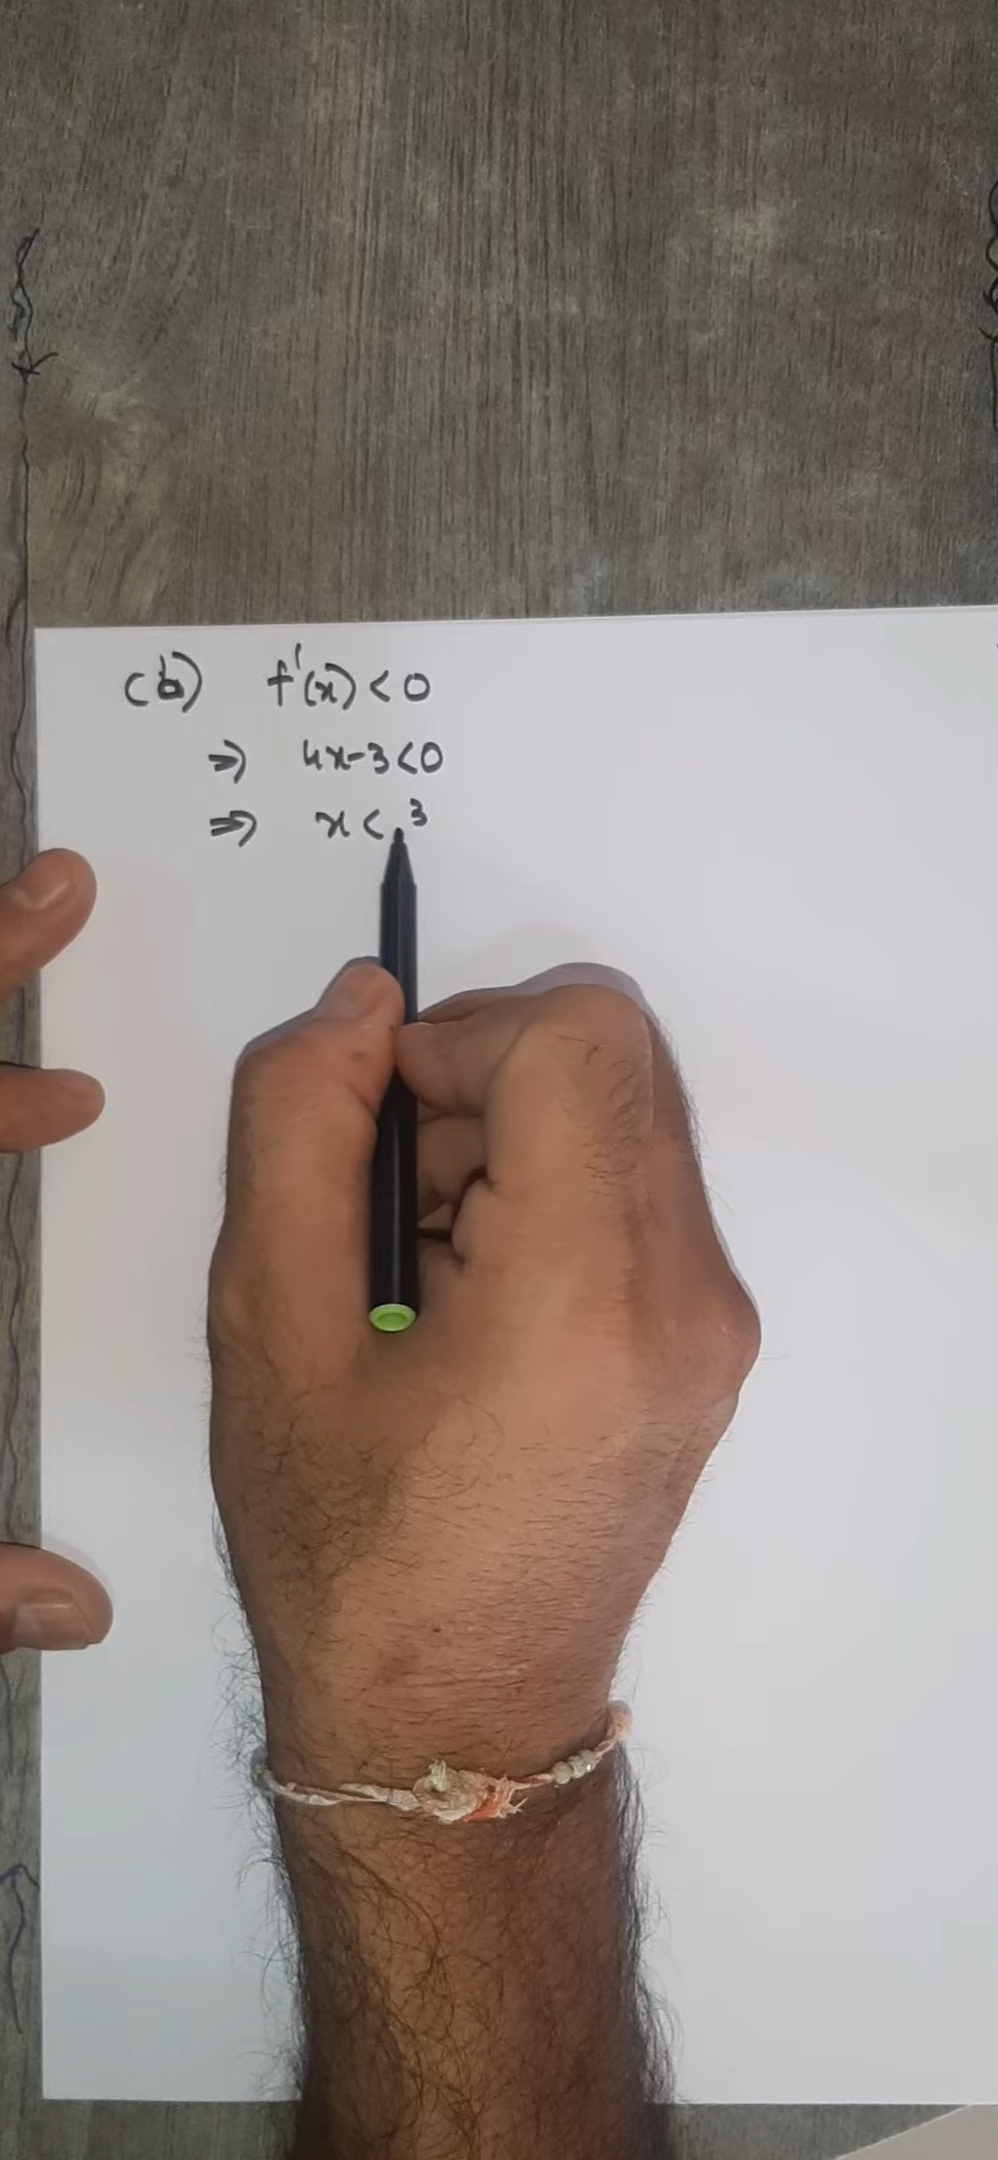 (b) f'(x) < 0
⇒ 4x-3<0
⇒ x < 3